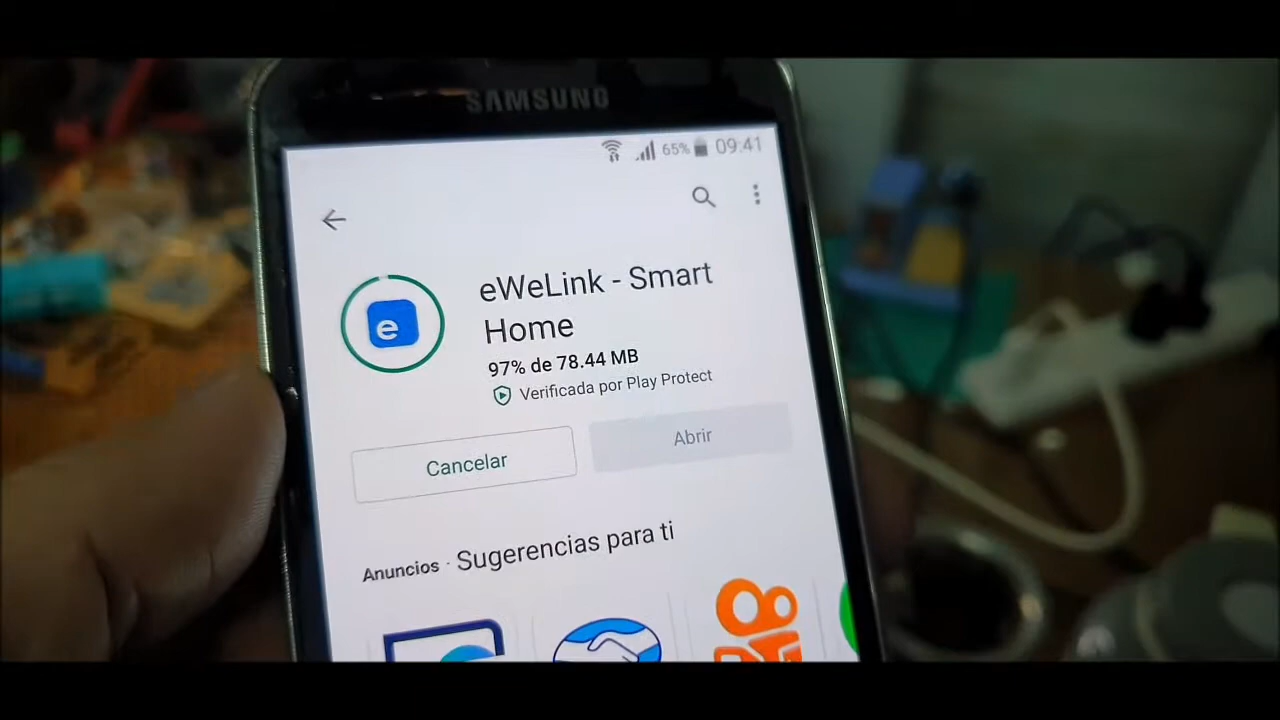 SAMSUNG
65% 09:41
eWeLink - Smart
Home
97% de 78.44 MB
Verificada por Play Protect
Cancelar
Abrir
Anuncios · Sugerencias para ti
e